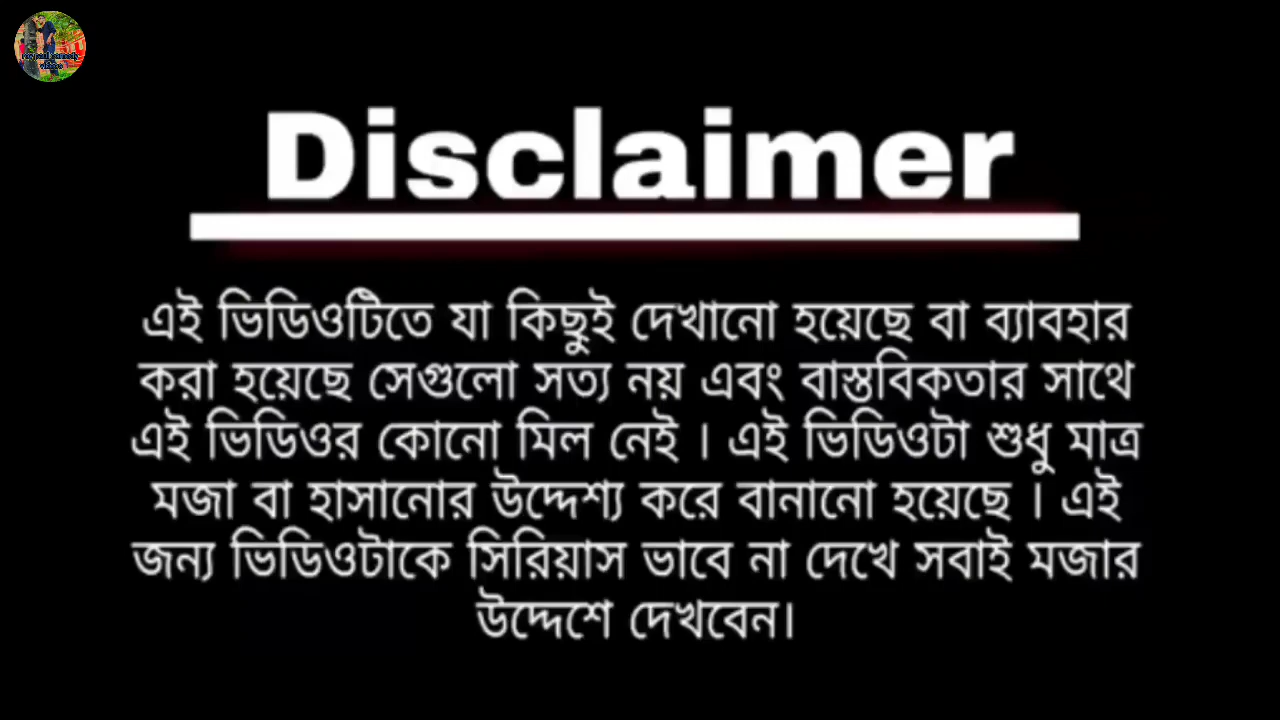 Disclaimer
এই ভিডিওটিতে যা কিছুই দেখানো হয়েছে বা ব্যাবহার
করা হয়েছে সেগুলো সত্য নয় এবং বাস্তবিকতার সাথে
এই ভিডিওর কোনো মিল নেই । এই ভিডিওটা শুধু মাত্র
মজা বা হাসানোর উদ্দেশ্য করে বানানো হয়েছে । এই
জন্য ভিডিওটাকে সিরিয়াস ভাবে না দেখে সবাই মজার
উদ্দেশে দেখবেন।